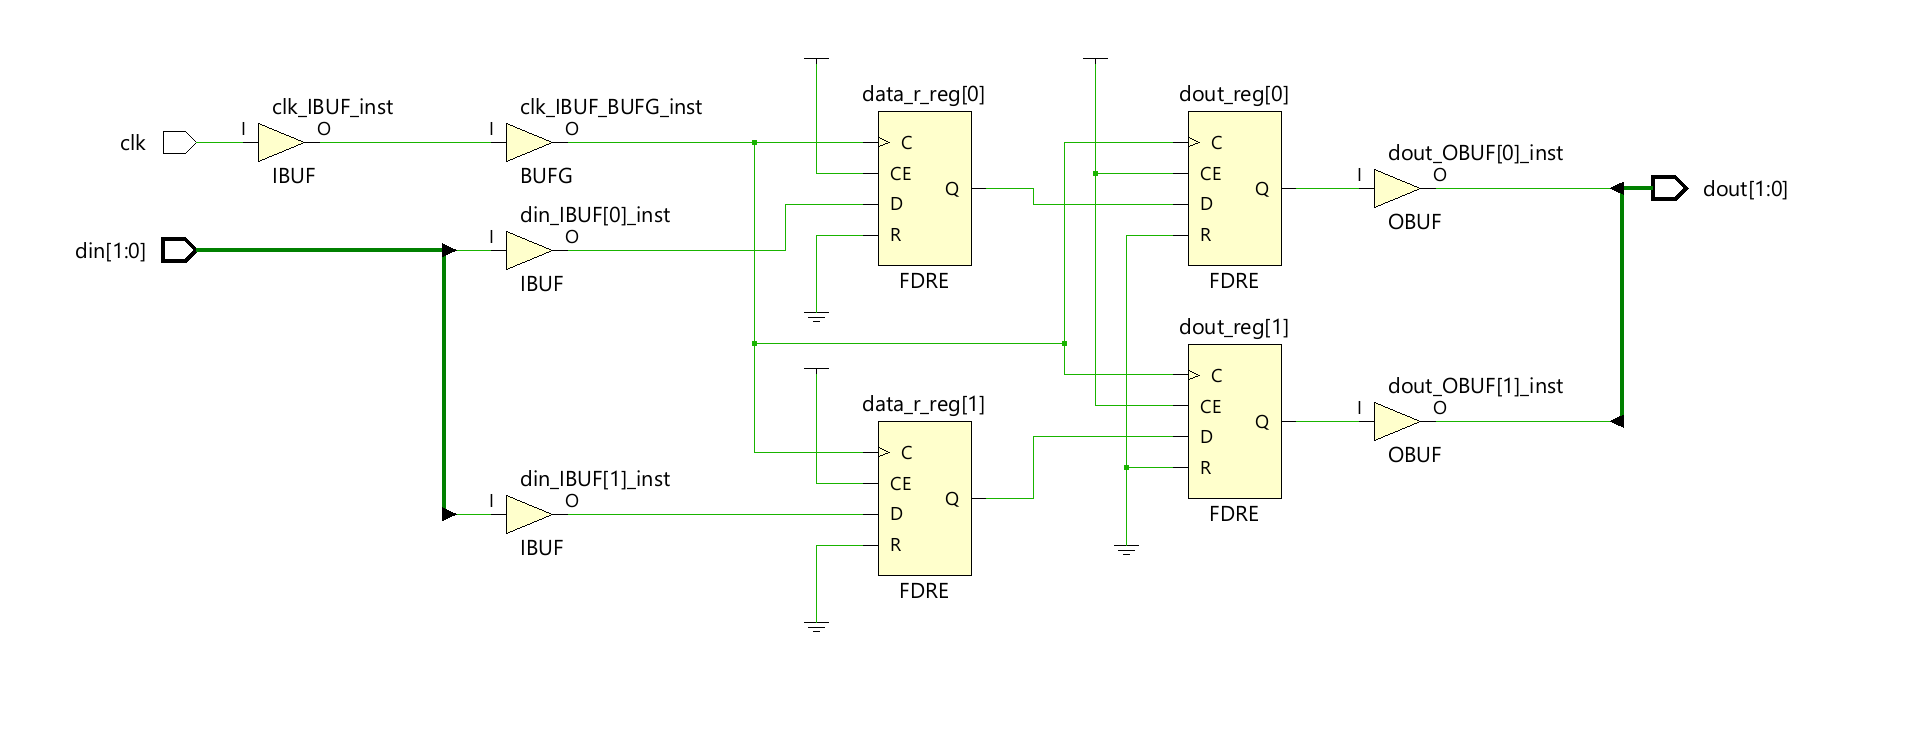 clk
I
clk_IBUF_inst
O
IBUF
I
clk_IBUF_BUFG_inst
O
BUFG
din[1:0]
I
din_IBUF[0]_inst
O
IBUF
I
din_IBUF[1]_inst
O
IBUF
data_r_reg[0]
C
CE
D
R
Q
FDRE
data_r_reg[1]
C
CE
D
R
Q
FDRE
dout_reg[0]
C
CE
D
R
Q
FDRE
dout_reg[1]
C
CE
D
R
Q
FDRE
dout_OBUF[0]_inst
I
O
OBUF
dout_OBUF[1]_inst
I
O
OBUF
dout[1:0]